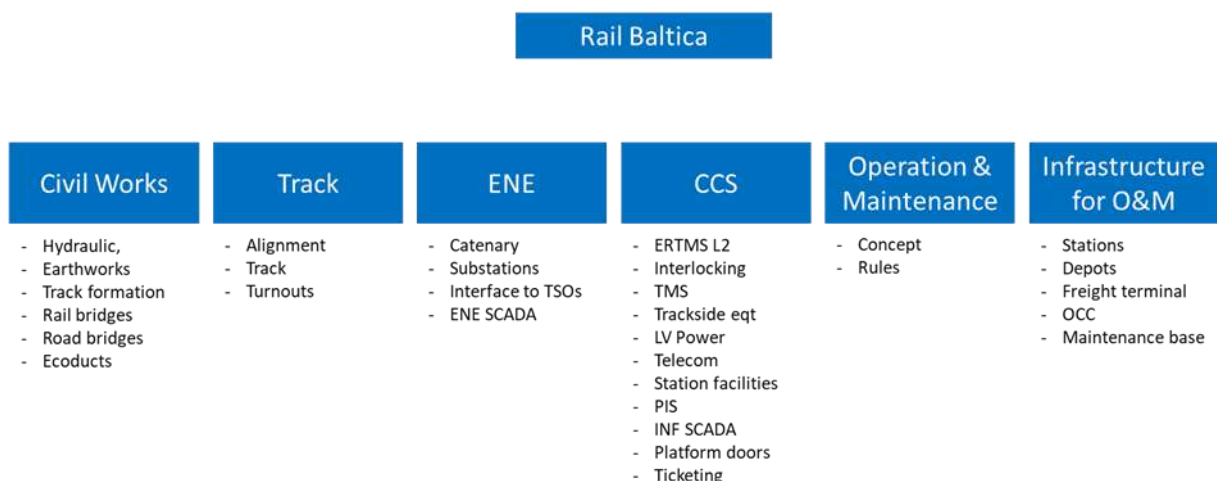 Rail Baltica
Civil Works
- Hydraulic,
- Earthworks
- Track formation
- Rail bridges
- Road bridges
- Ecoducts
Track
- Alignment
- Track
- Turnouts
ENE
- Catenary
- Substations
- Interface to TSOs
- ENE SCADA
CCS
- ERTMS L2
- Interlocking
- TMS
- Trackside eqt
- LV Power
- Telecom
- Station facilities
- PIS
- INF SCADA
- Platform doors
- Ticketing
Operation &
Maintenance
- Concept
- Rules
Infrastructure
for O&M
- Stations
- Depots
- Freight terminal
- OCC
- Maintenance base